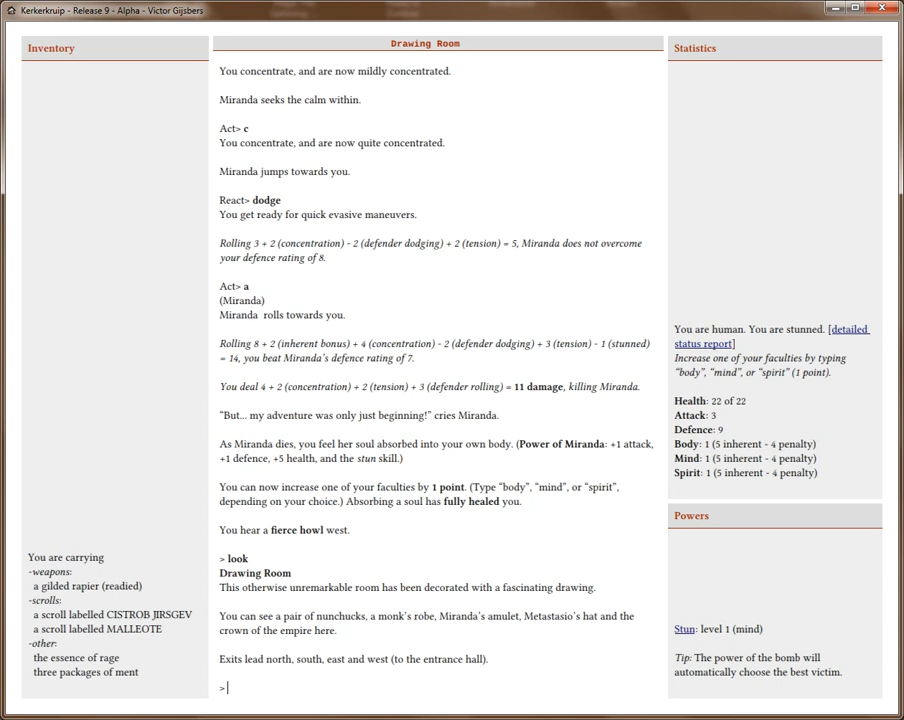 Kerkerkruip - Release 9 - Alpha - Victor Gijsbers
Inventory
You are carrying
-weapons:
a gilded rapier (readied)
-scrolls:
a scroll labelled CISTROB JIRSGEV
a scroll labelled MALLEOTE
-other:
the essence of rage
three packages of ment
Drawing Room
You concentrate, and are now mildly concentrated.
Miranda seeks the calm within.
Act> c
You concentrate, and are now quite concentrated.
Miranda jumps towards you.
React> dodge
You get ready for quick evasive maneuvers.
Rolling 3 + 2 (concentration) - 2 (defender dodging) + 2 (tension) = 5, Miranda does not overcome
your defence rating of 8.
Act> a
(Miranda)
Miranda  rolls towards you.
Rolling 8 + 2 (inherent bonus) + 4 (concentration) - 2 (defender dodging) + 3 (tension) - 1 (stunned)
= 14, you beat Miranda's defence rating of 7.
You deal 4 + 2 (concentration) + 2 (tension) + 3 (defender rolling) = 11 damage, killing Miranda.
“But... my adventure was only just beginning!” cries Miranda.
As Miranda dies, you feel her soul absorbed into your own body. (Power of Miranda: +1 attack,
+1 defence, +5 health, and the stun skill.)
You can now increase one of your faculties by 1 point. (Type “body”, “mind”, or “spirit”,
depending on your choice.) Absorbing a soul has fully healed you.
You hear a fierce howl west.
> look
Drawing Room
This otherwise unremarkable room has been decorated with a fascinating drawing.
You can see a pair of nunchucks, a monk's robe, Miranda's amulet, Metastasio's hat and the
crown of the empire here.
Exits lead north, south, east and west (to the entrance hall).
>
Statistics
You are human. You are stunned. [detailed
status report]
Increase one of your faculties by typing
“body”, “mind”, or “spirit” (1 point).
Health: 22 of 22
Attack: 3
Defence: 9
Body: 1 (5 inherent - 4 penalty)
Mind: 1 (5 inherent - 4 penalty)
Spirit: 1 (5 inherent - 4 penalty)
Powers
Stun: level 1 (mind)
Tip: The power of the bomb will
automatically choose the best victim.